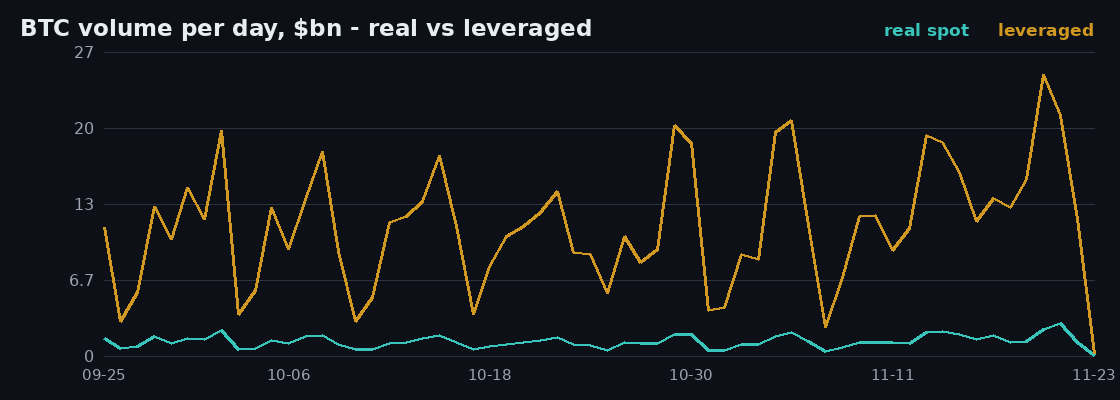 BTC volume per day, $bn - real vs leveraged
real spot leveraged
27
20
13
6.7
0
09-25 10-06 10-18 10-30 11-11 11-23